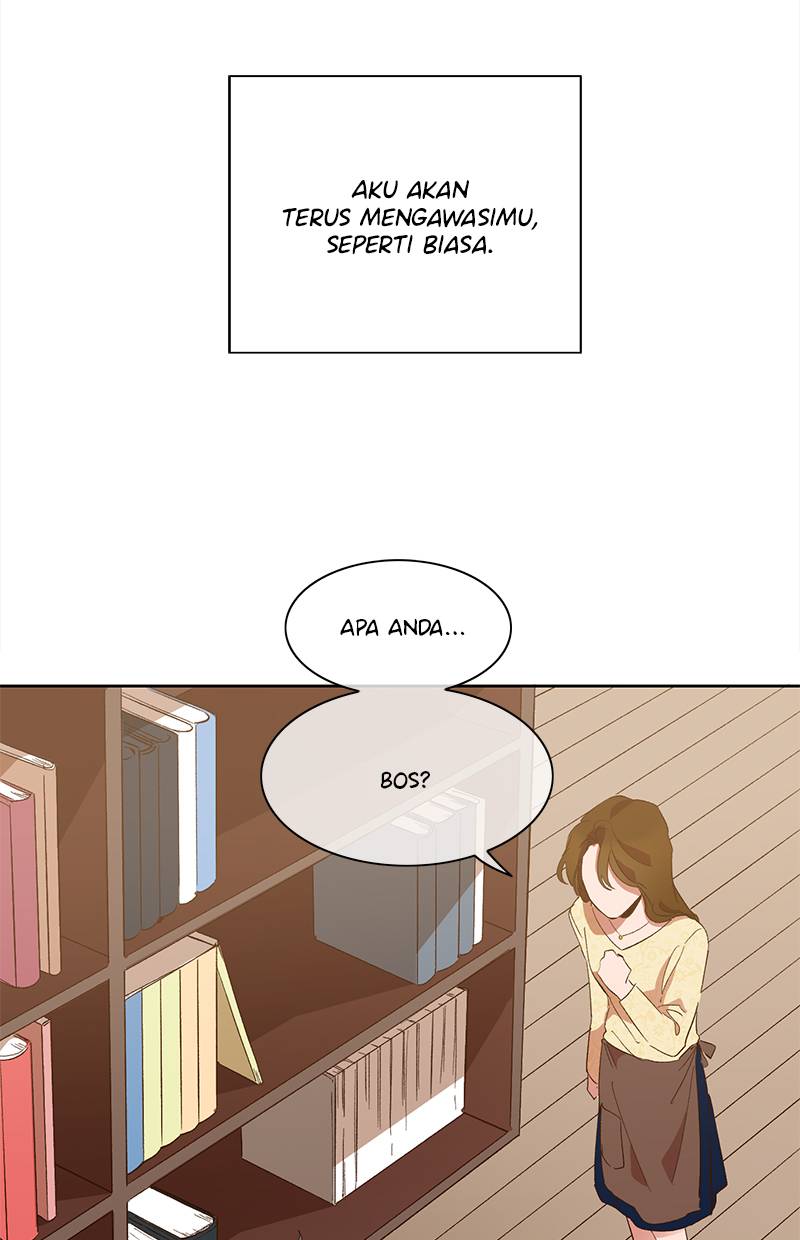 AKU AKAN
TERUS MENGAWASIMU,
SEPERTI BIASA.
APA ANDA...
BOS?